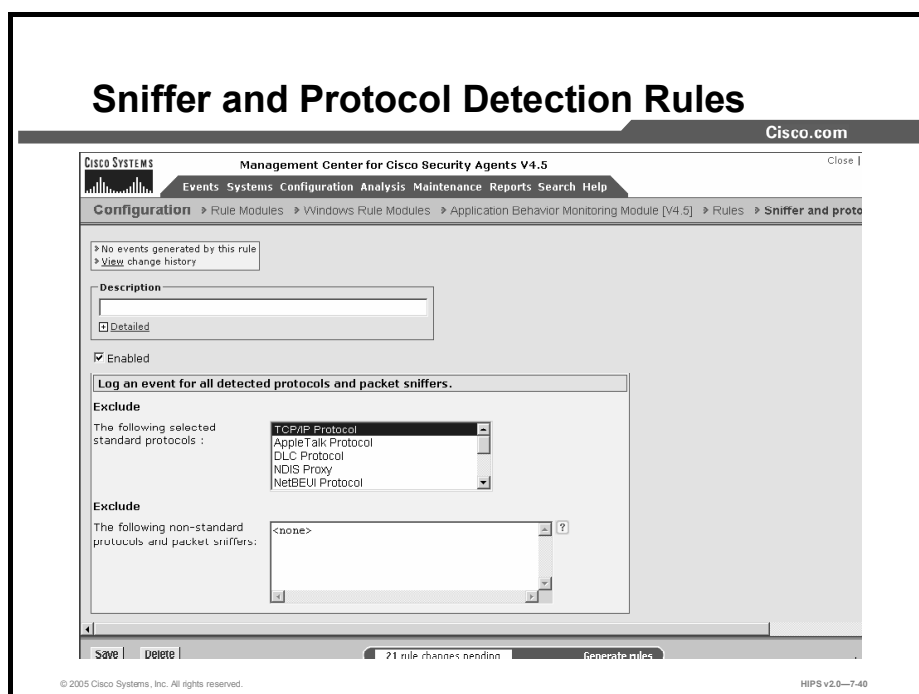 Sniffer and Protocol Detection Rules
Cisco.com
CISCO SYSTEMS
Management Center for Cisco Security Agents V4.5
Close |
Events Systems Configuration Analysis Maintenance Reports Search Help
Configuration » Rule Modules » Windows Rule Modules » Application Behavior Monitoring Module [V4.5] » Rules » Sniffer and proto
» No events generated by this rule
» View change history
Description
+ Detailed
Enabled
Log an event for all detected protocols and packet sniffers.
Exclude
The following selected
standard protocols :
TCP/IP Protocol
AppleTalk Protocol
DLC Protocol
NDIS Proxy
NetBEUI Protocol
Exclude
The following non-standard
protocols and packet sniffers:
<none>
?
Save Delete
21 rule changes pending Generate rules
© 2005 Cisco Systems, Inc. All rights reserved.
HIPS v2.0—7-40